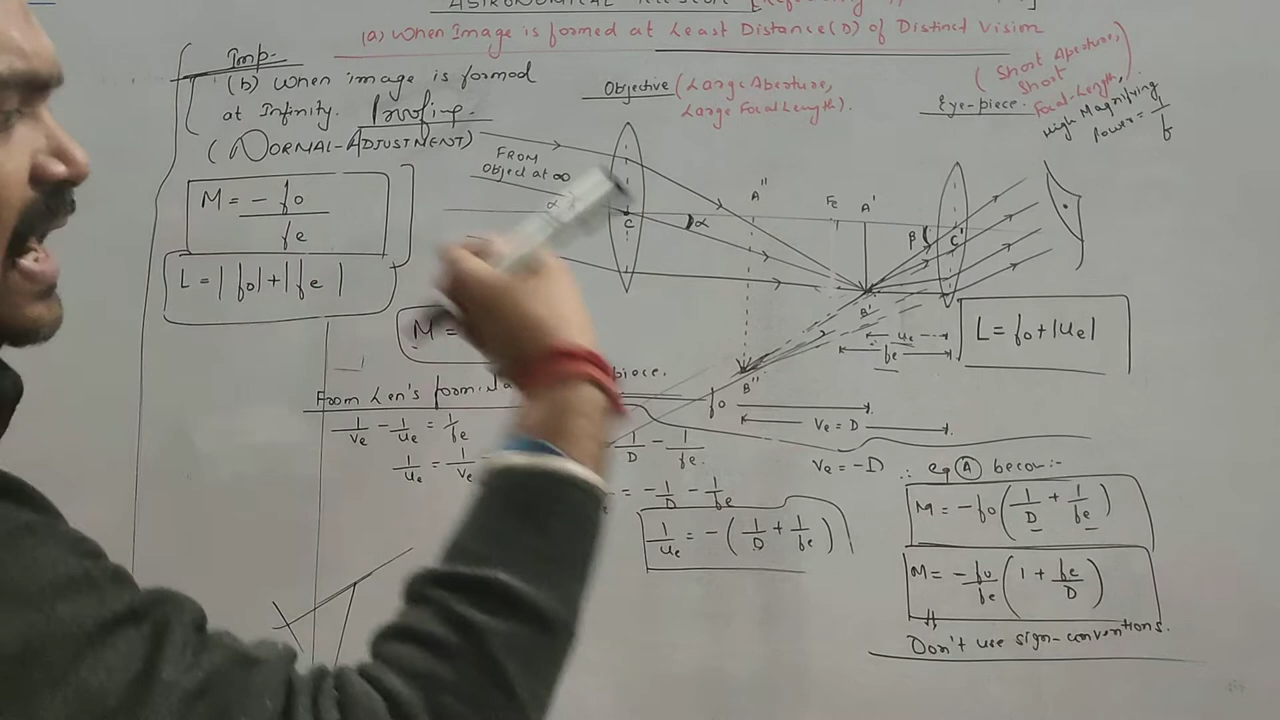 ASTRONOMICAL TELESCOPE
(a) When Image is formed at Least Distance (D) of Distinct Vision
Imp.
(b) When image is formed
at Infinity. Proofing.
(NORMAL-ADJUSTMENT)
M = -fo/fe
L = |fo| + |fe|
Objective (Large Aperture,
Large Focal Length).
Eye-piece.
(Short Aperture,
Short
Focal-Length,
High Magnifying
Power = 1/f
FROM
Object at ∞
α
C
α
A"
Fe
A'
β
C'
B'
B"
ue
fe
fo
Ve = D
L = fo + |ue|
M =
From Len's formula
piece.
1/Ve - 1/ue = 1/fe
1/ue = 1/Ve -
1/D - 1/fe.
= -1/D - 1/fe
1/ue = -(1/D + 1/fe)
Ve = -D ∴ eq (A) becom:-
M = -fo(1/D + 1/fe)
M = -fo/fe(1 + fe/D)
Don't use sign-conventions.